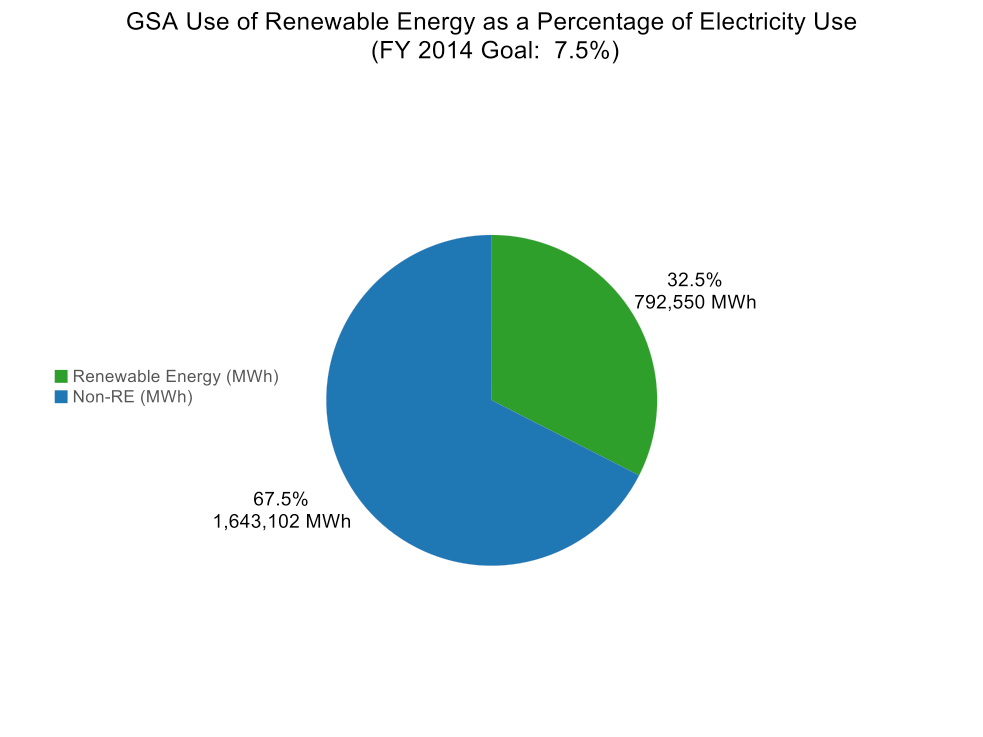 GSA Use of Renewable Energy as a Percentage of Electricity Use
(FY 2014 Goal:  7.5%)
32.5%
792,550 MWh
Renewable Energy (MWh)
Non-RE (MWh)
67.5%
1,643,102 MWh